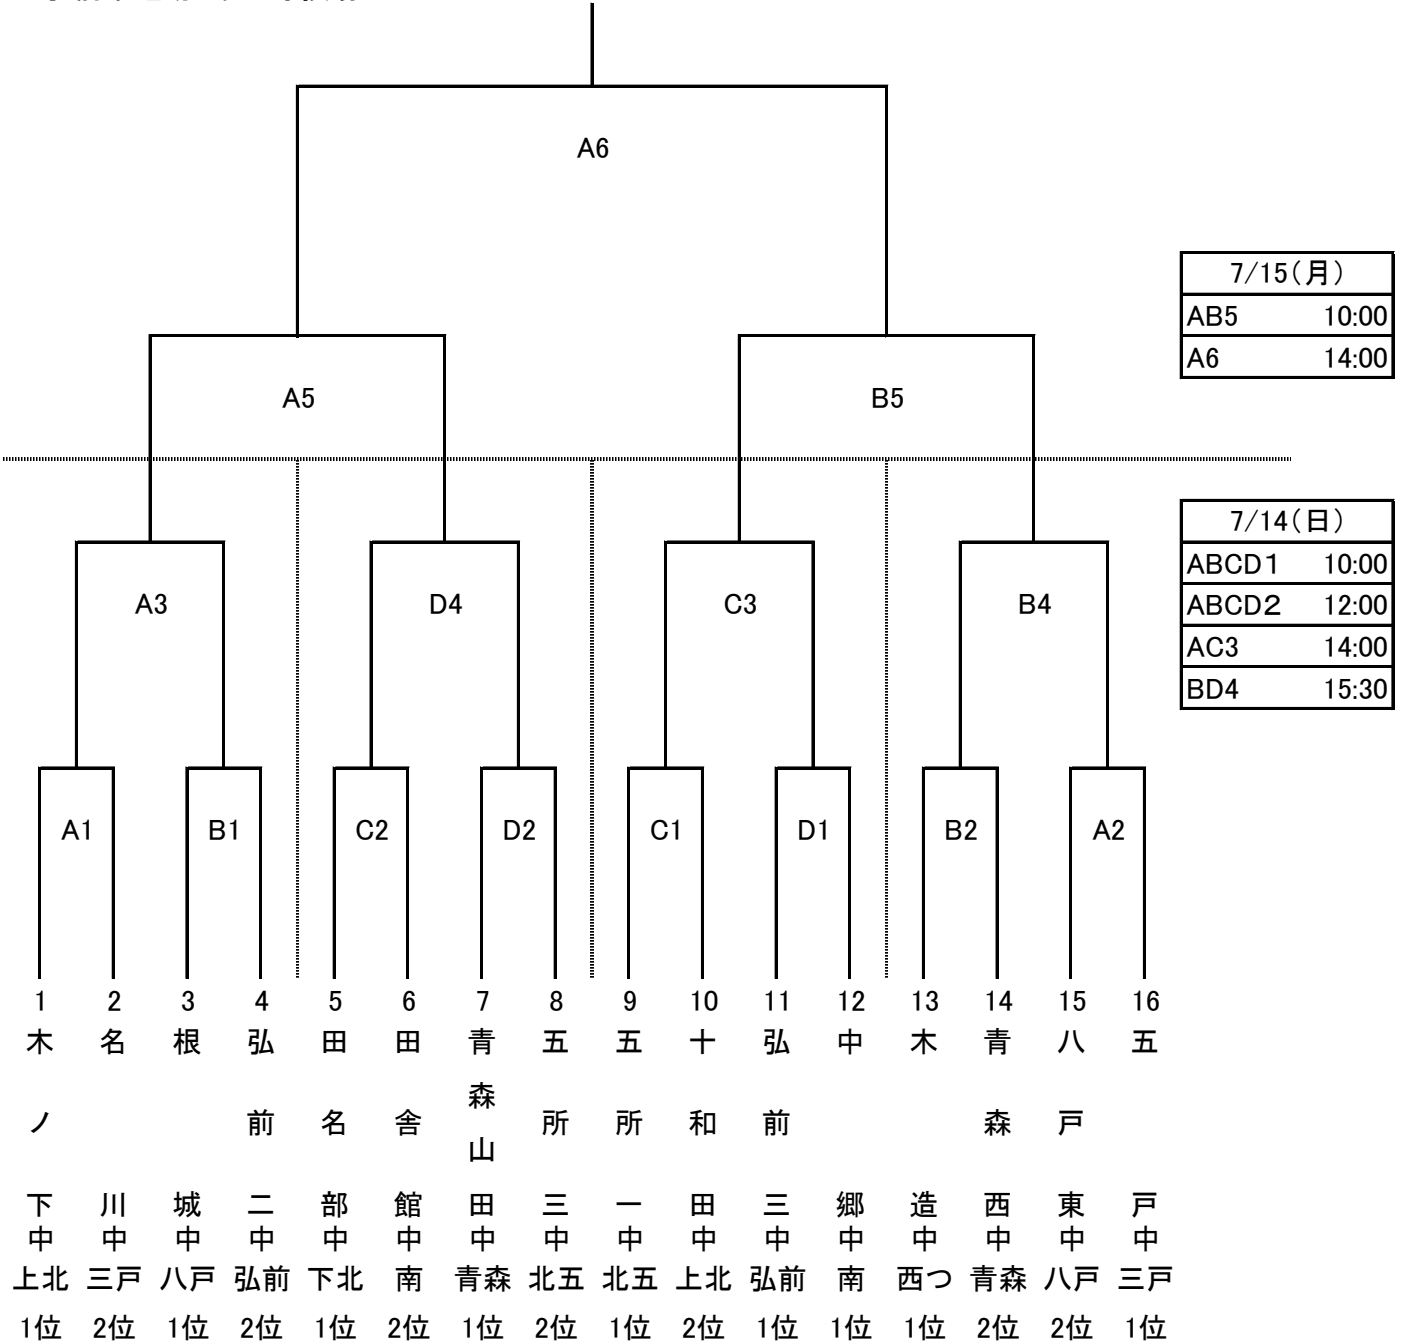 A6
7/15(月)
AB5 10:00
A6 14:00
A5 B5
7/14(日)
ABCD1 10:00
ABCD2 12:00
AC3 14:00
BD4 15:30
A3 D4 C3 B4
A1 B1 C2 D2 C1 D1 B2 A2
1 2 3 4 5 6 7 8 9 10 11 12 13 14 15 16
木ノ下中
名川中
根城中
弘前二中
田名部中
田舎館中
青森山田中
五所三中
五所一中
十和田中
弘前三中
中郷中
木造中
青森西中
八戸東中
五戸中
上北 三戸 八戸 弘前 下北 南 青森 北五 北五 上北 弘前 南 西つ 青森 八戸 三戸
1位 2位 1位 2位 1位 2位 1位 2位 1位 2位 1位 1位 1位 2位 2位 1位